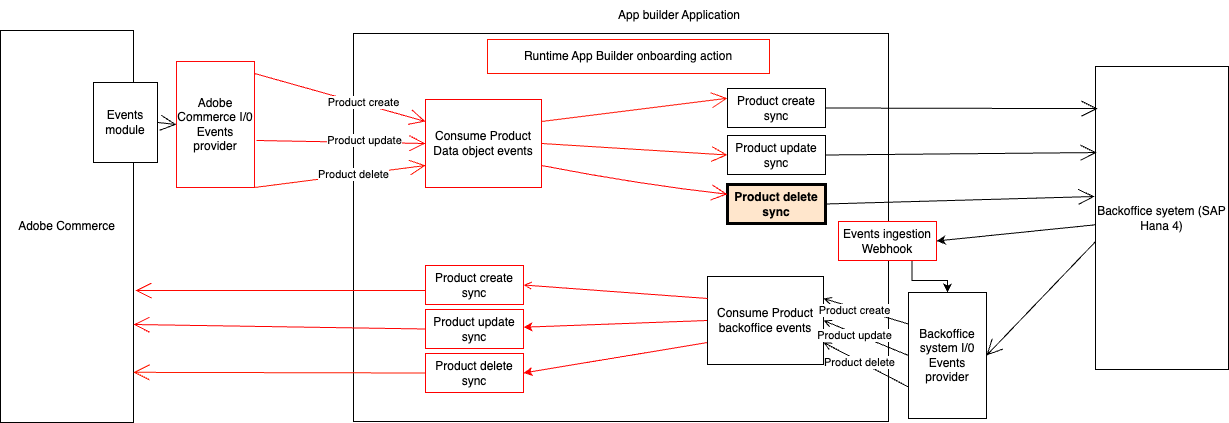 App builder Application
Runtime App Builder onboarding action
Events
module
Adobe
Commerce I/0
Events
provider
Product create
Product update
Product delete
Consume Product
Data object events
Product create
sync
Product update
sync
Product delete
sync
Adobe Commerce
Backoffice syetem (SAP
Hana 4)
Events ingestion
Webhook
Product create
sync
Product update
sync
Product delete
sync
Consume Product
backoffice events
Product create
Product update
Product delete
Backoffice
system I/0
Events
provider